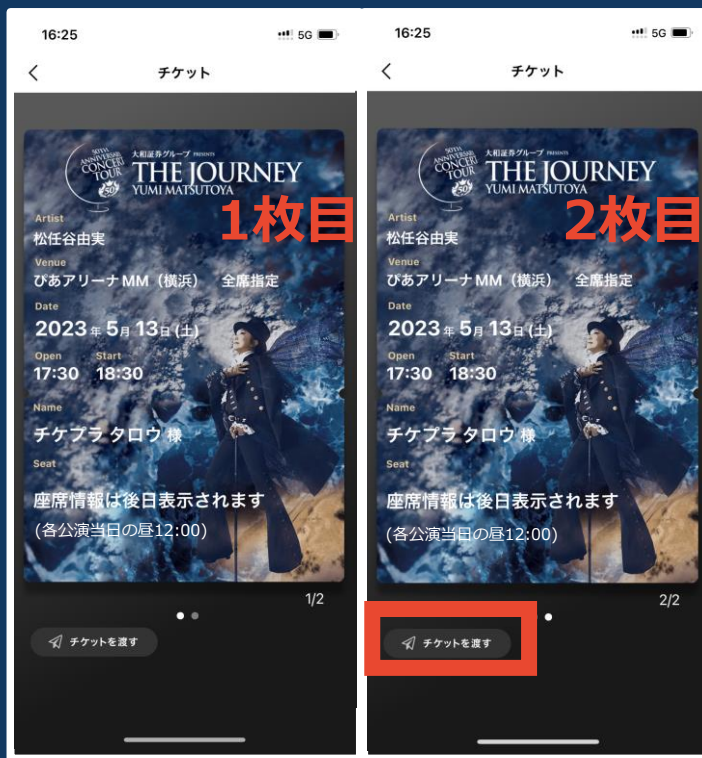 16:25
5G
チケット
50TH
ANNIVERSARY
CONCERT
TOUR
50
大和証券グループ PRESENTS
THE JOURNEY
YUMI MATSUTOYA
1枚目
Artist
松任谷由実
Venue
ぴあアリーナMM（横浜） 全席指定
Date
2023年 5月 13日(土)
Open Start
17:30 18:30
Name
チケプラ タロウ 様
Seat
座席情報は後日表示されます
(各公演当日の昼12:00)
1/2
チケットを渡す
16:25
5G
チケット
50TH
ANNIVERSARY
CONCERT
TOUR
50
大和証券グループ PRESENTS
THE JOURNEY
YUMI MATSUTOYA
2枚目
Artist
松任谷由実
Venue
ぴあアリーナMM（横浜） 全席指定
Date
2023年 5月 13日(土)
Open Start
17:30 18:30
Name
チケプラ タロウ 様
Seat
座席情報は後日表示されます
(各公演当日の昼12:00)
2/2
チケットを渡す